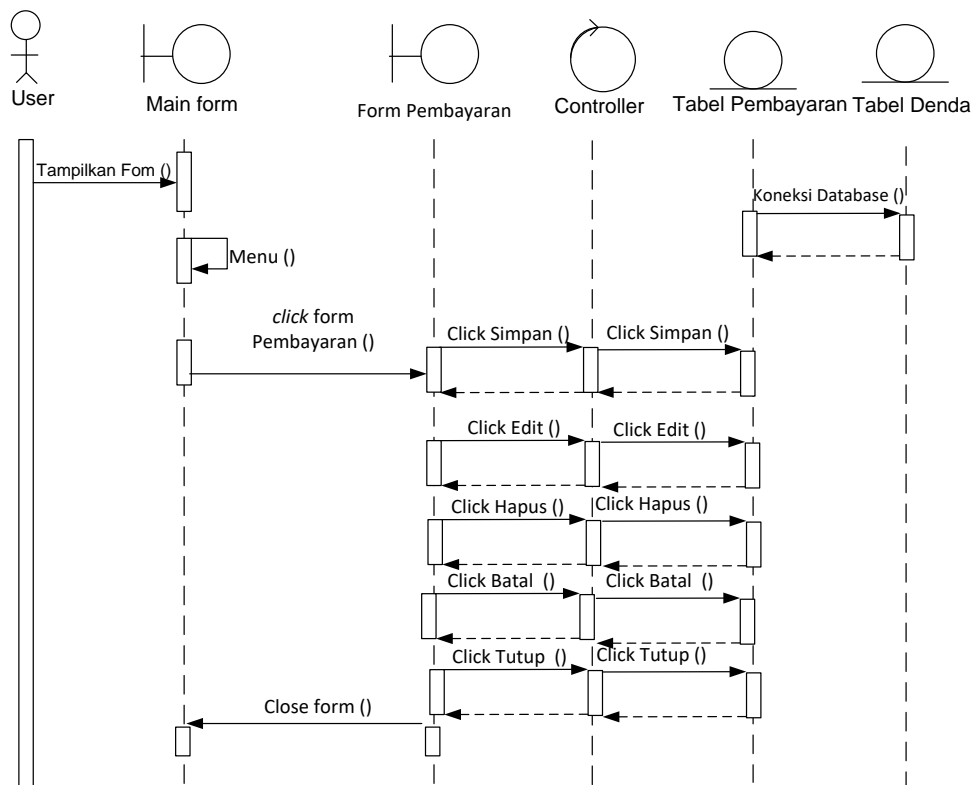 User
Main form
Form Pembayaran
Controller
Tabel Pembayaran
Tabel Denda
Tampilkan Fom ()
Koneksi Database ()
Menu ()
click form
Pembayaran ()
Click Simpan ()
Click Simpan ()
Click Edit ()
Click Edit ()
Click Hapus ()
Click Hapus ()
Click Batal ()
Click Batal ()
Click Tutup ()
Click Tutup ()
Close form ()